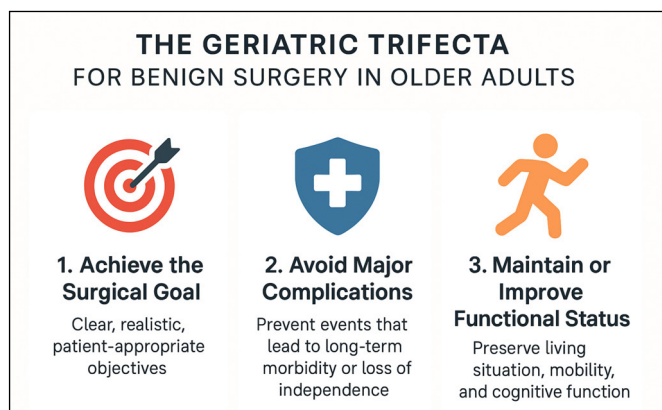 THE GERIATRIC TRIFECTA
FOR BENIGN SURGERY IN OLDER ADULTS
1. Achieve the
Surgical Goal
Clear, realistic,
patient-appropriate
objectives
2. Avoid Major
Complications
Prevent events that
lead to long-term
morbidity or loss of
independence
3. Maintain or
Improve
Functional Status
Preserve living
situation, mobility,
and cognitive function